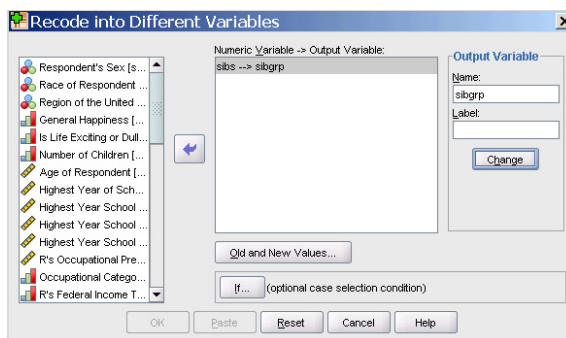 Recode into Different Variables
Numeric Variable -> Output Variable:
Respondent's Sex [s...
Race of Respondent ...
Region of the United ...
General Happiness [...
Is Life Exciting or Dull...
Number of Children [...
Age of Respondent [...
Highest Year of Sch...
Highest Year School ...
Highest Year School ...
Highest Year School ...
R's Occupational Pre...
Occupational Catego...
R's Federal Income T...
sibs --> sibgrp
Output Variable
Name:
sibgrp
Label:
Change
Old and New Values...
If... (optional case selection condition)
OK Paste Reset Cancel Help